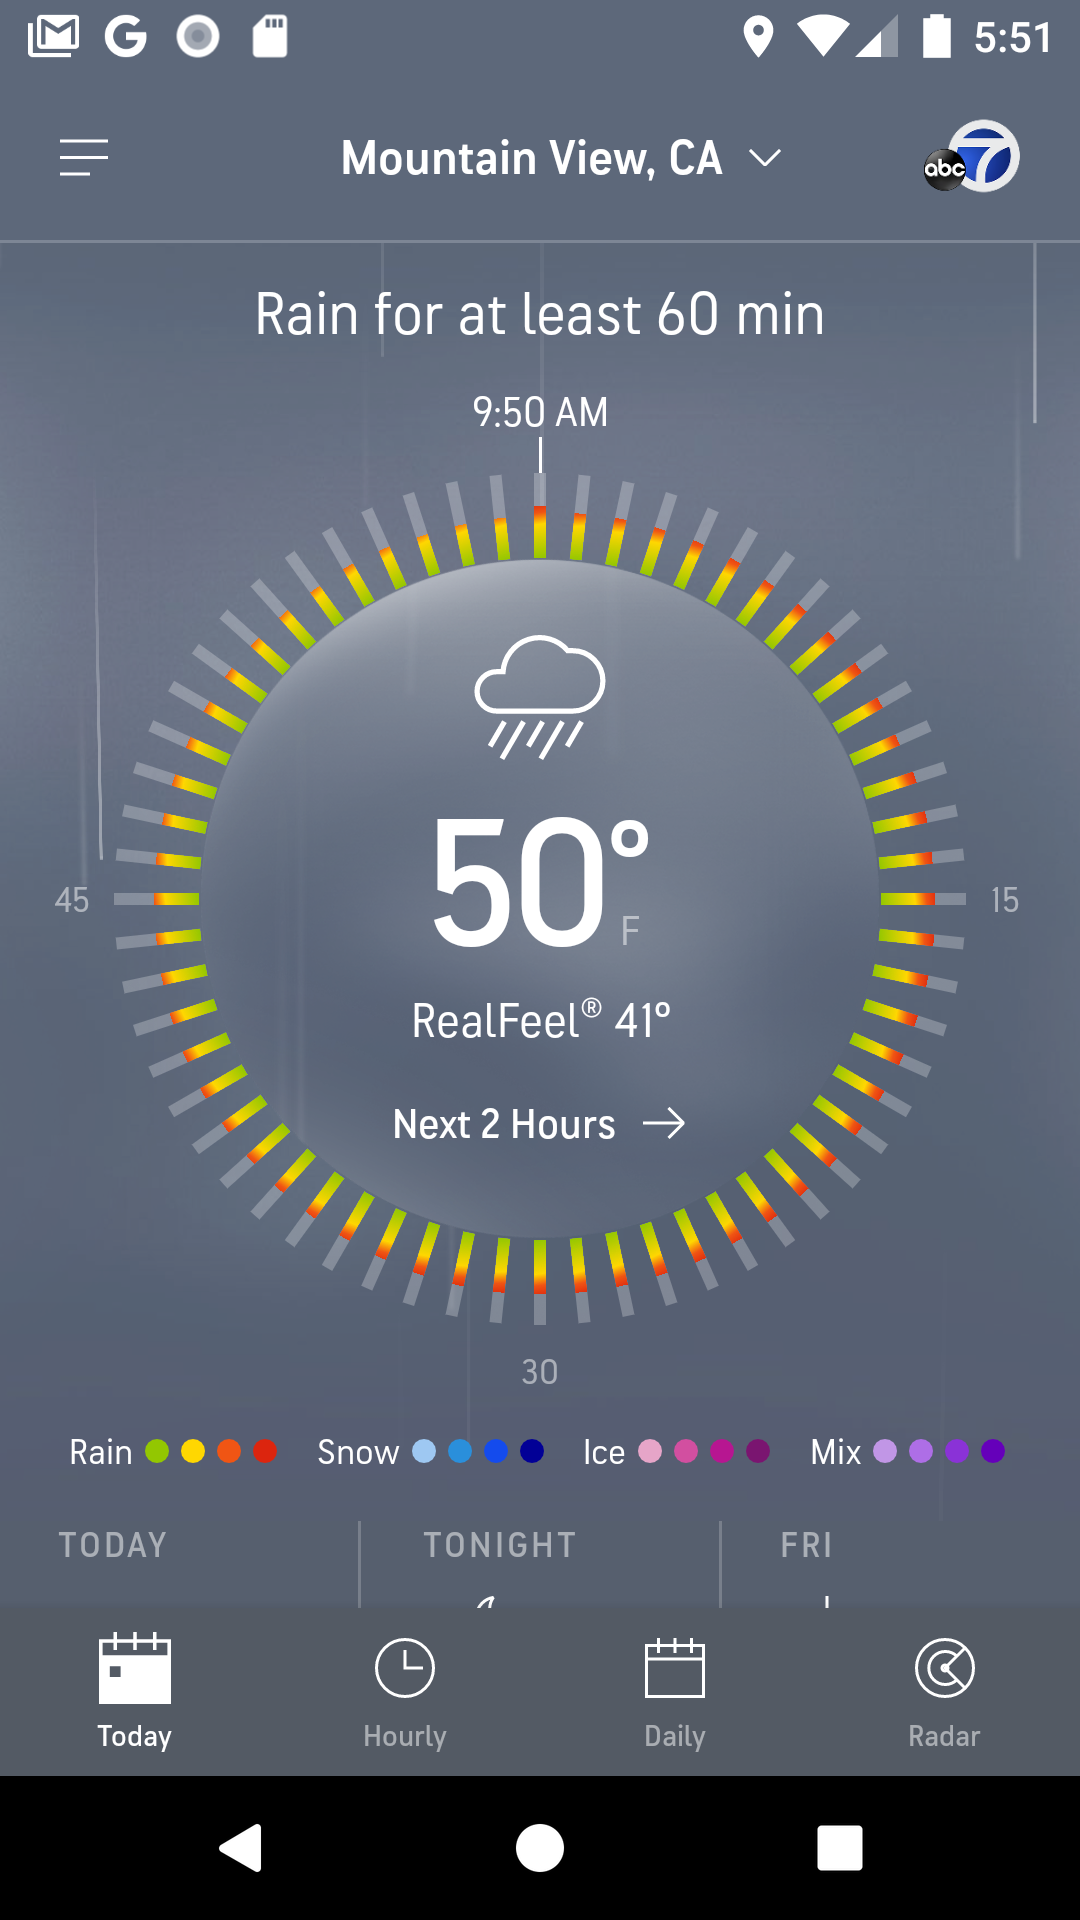 5:51
Mountain View, CA
abc 7
Rain for at least 60 min
9:50 AM
45
15
50°
F
RealFeel® 41°
Next 2 Hours
30
Rain Snow Ice Mix
TODAY TONIGHT FRI
Today Hourly Daily Radar